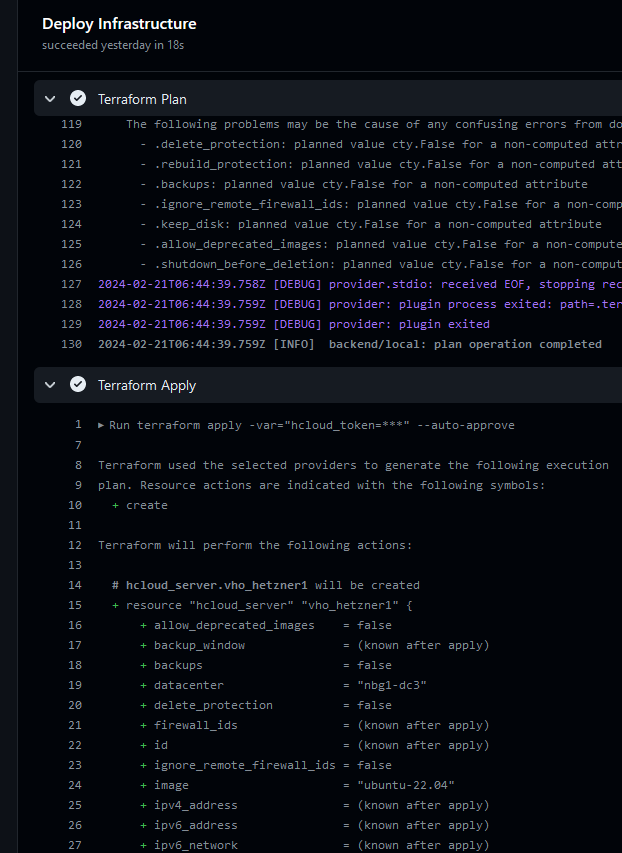 Deploy Infrastructure
succeeded yesterday in 18s
Terraform Plan
119 The following problems may be the cause of any confusing errors from do
120 - .delete_protection: planned value cty.False for a non-computed attr
121 - .rebuild_protection: planned value cty.False for a non-computed att
122 - .backups: planned value cty.False for a non-computed attribute
123 - .ignore_remote_firewall_ids: planned value cty.False for a non-comp
124 - .keep_disk: planned value cty.False for a non-computed attribute
125 - .allow_deprecated_images: planned value cty.False for a non-compute
126 - .shutdown_before_deletion: planned value cty.False for a non-comput
127 2024-02-21T06:44:39.758Z [DEBUG] provider.stdio: received EOF, stopping rec
128 2024-02-21T06:44:39.759Z [DEBUG] provider: plugin process exited: path=.ter
129 2024-02-21T06:44:39.759Z [DEBUG] provider: plugin exited
130 2024-02-21T06:44:39.759Z [INFO]  backend/local: plan operation completed
Terraform Apply
1 ▶ Run terraform apply -var="hcloud_token=***" --auto-approve
7
8 Terraform used the selected providers to generate the following execution
9 plan. Resource actions are indicated with the following symbols:
10 + create
11
12 Terraform will perform the following actions:
13
14 # hcloud_server.vho_hetzner1 will be created
15 + resource "hcloud_server" "vho_hetzner1" {
16 + allow_deprecated_images    = false
17 + backup_window              = (known after apply)
18 + backups                    = false
19 + datacenter                 = "nbg1-dc3"
20 + delete_protection          = false
21 + firewall_ids               = (known after apply)
22 + id                         = (known after apply)
23 + ignore_remote_firewall_ids = false
24 + image                      = "ubuntu-22.04"
25 + ipv4_address               = (known after apply)
26 + ipv6_address               = (known after apply)
27 + ipv6_network               = (known after apply)